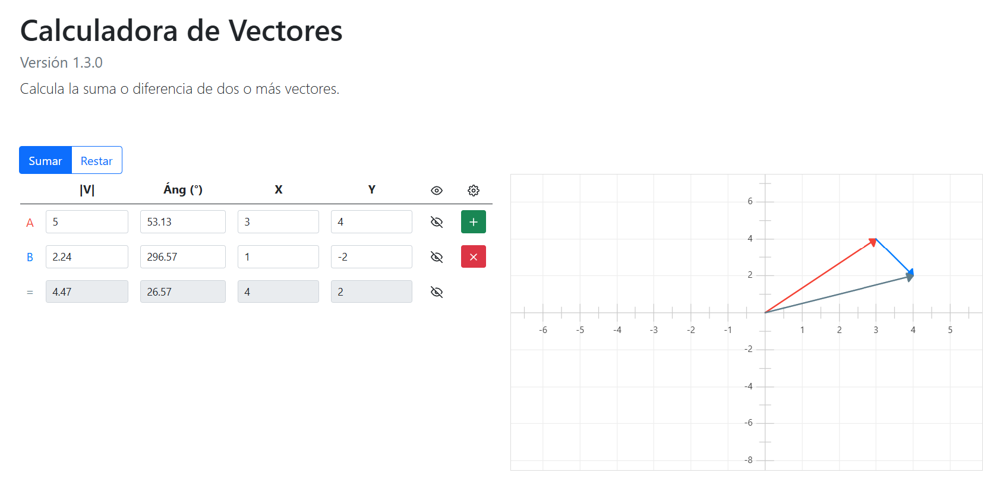 Calculadora de Vectores
Versión 1.3.0
Calcula la suma o diferencia de dos o más vectores.
Sumar Restar
|V| Áng (°) X Y
A 5 53.13 3 4 +
B 2.24 296.57 1 -2 ×
= 4.47 26.57 4 2
6
4
2
-6 -5 -4 -3 -2 -1 1 2 3 4 5
-2
-4
-6
-8